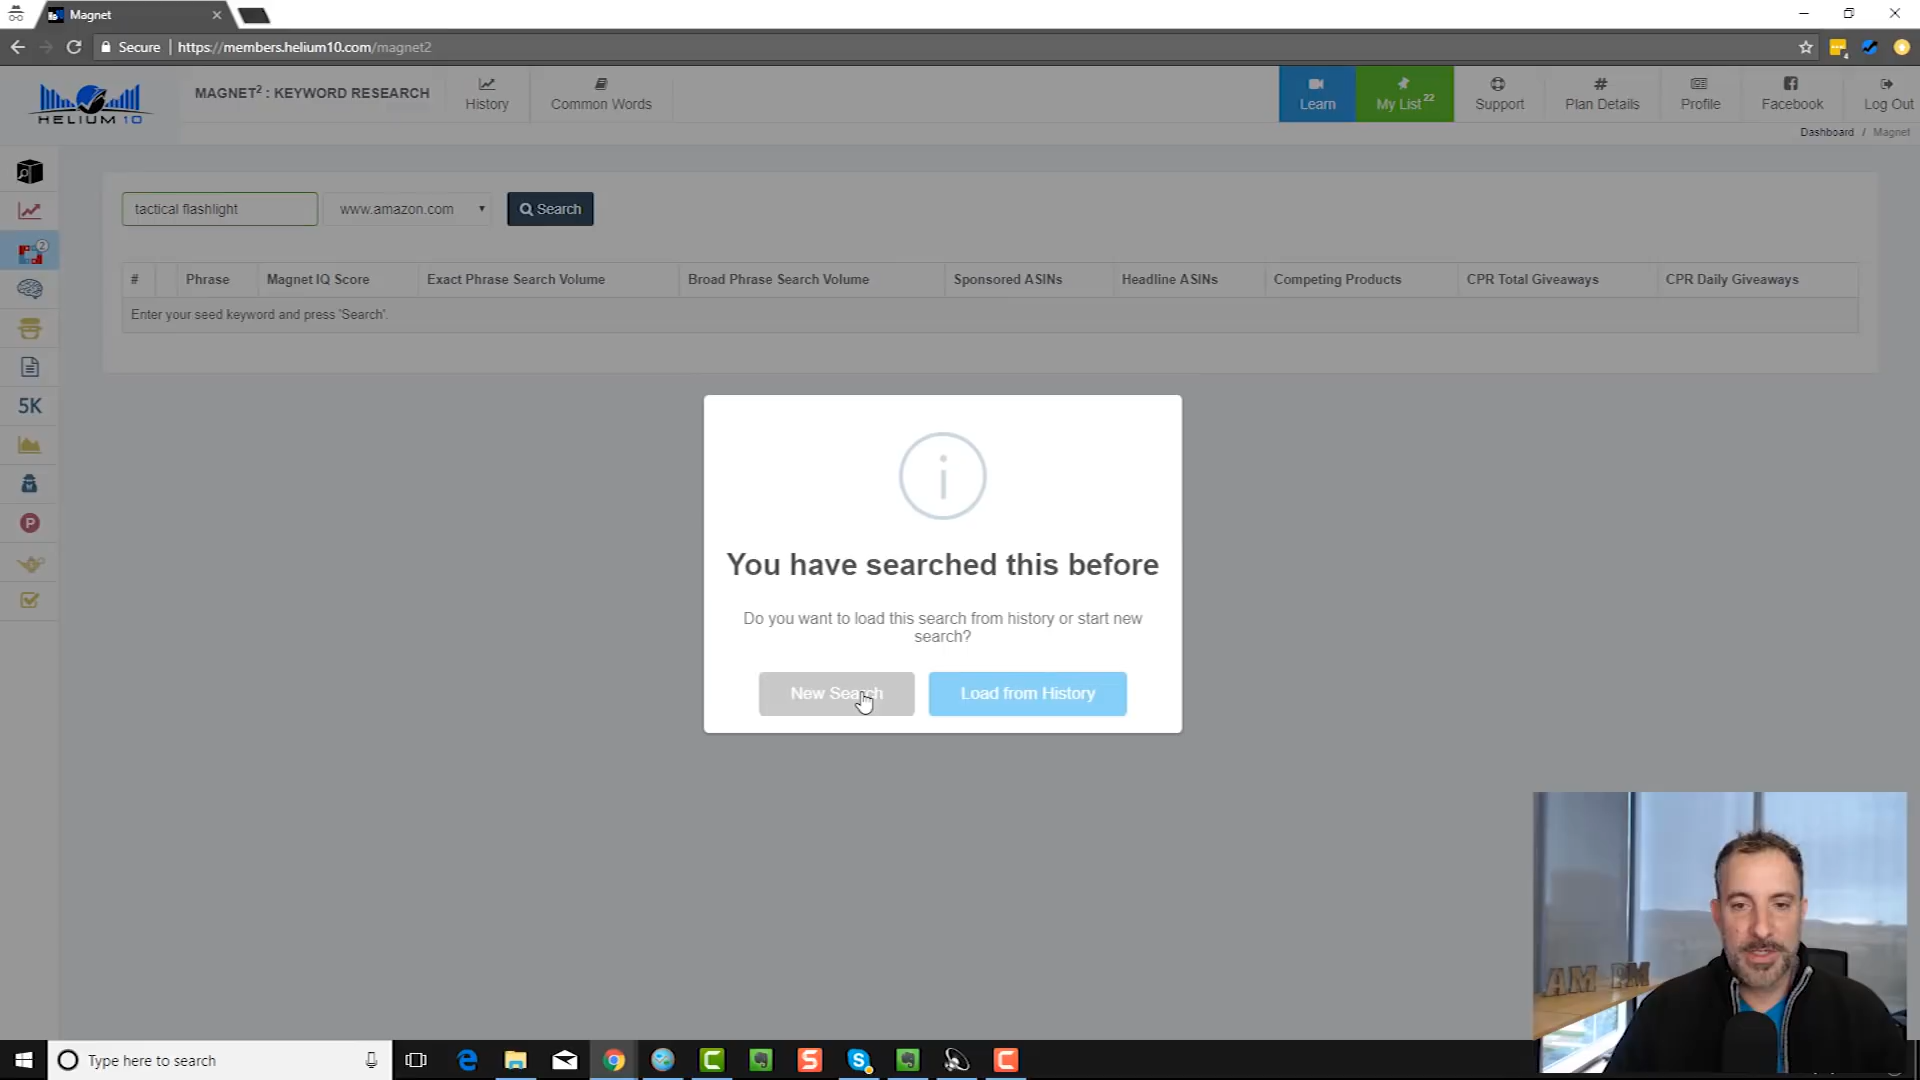 Magnet
Secure
https://members.helium10.com/magnet2
HELIUM 10
MAGNET² : KEYWORD RESEARCH
History
Common Words
Learn
My List 22
Support
Plan Details
Profile
Facebook
Log Out
Dashboard / Magnet
tactical flashlight
www.amazon.com
Search
# Phrase Magnet IQ Score Exact Phrase Search Volume Broad Phrase Search Volume Sponsored ASINs Headline ASINs Competing Products CPR Total Giveaways CPR Daily Giveaways
Enter your seed keyword and press 'Search'.
2
5K
P
i
You have searched this before
Do you want to load this search from history or start new
search?
New Search
Load from History
AM PM
Type here to search